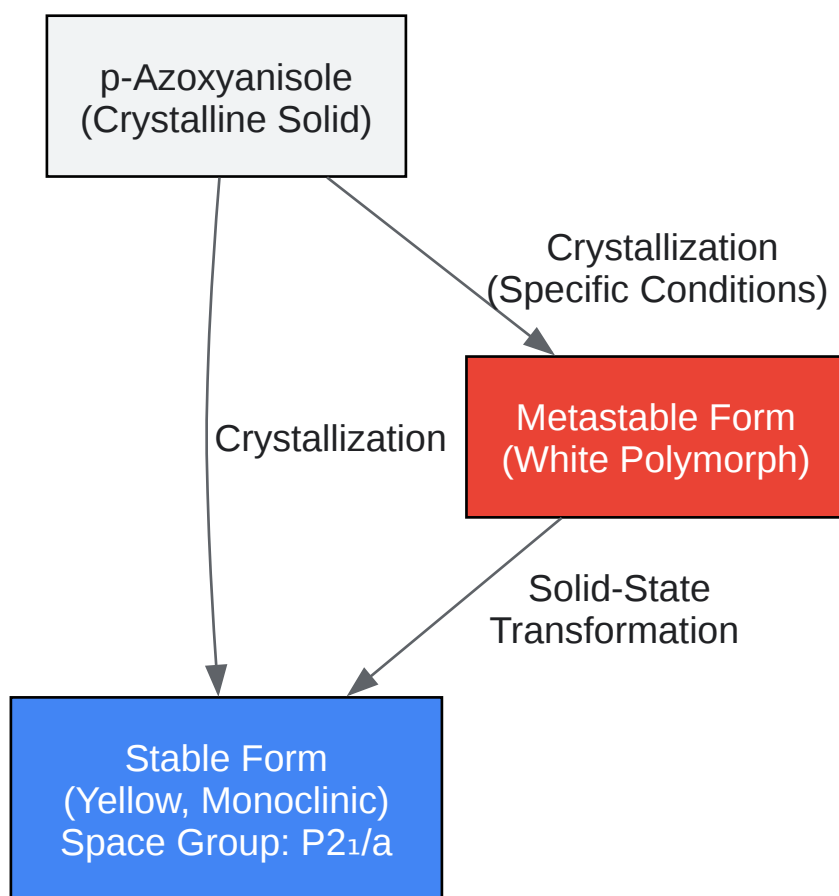 p-Azoxyanisole
(Crystalline Solid)
Crystallization
(Specific Conditions)
Metastable Form
(White Polymorph)
Crystallization
Solid-State
Transformation
Stable Form
(Yellow, Monoclinic)
Space Group: P2₁/a